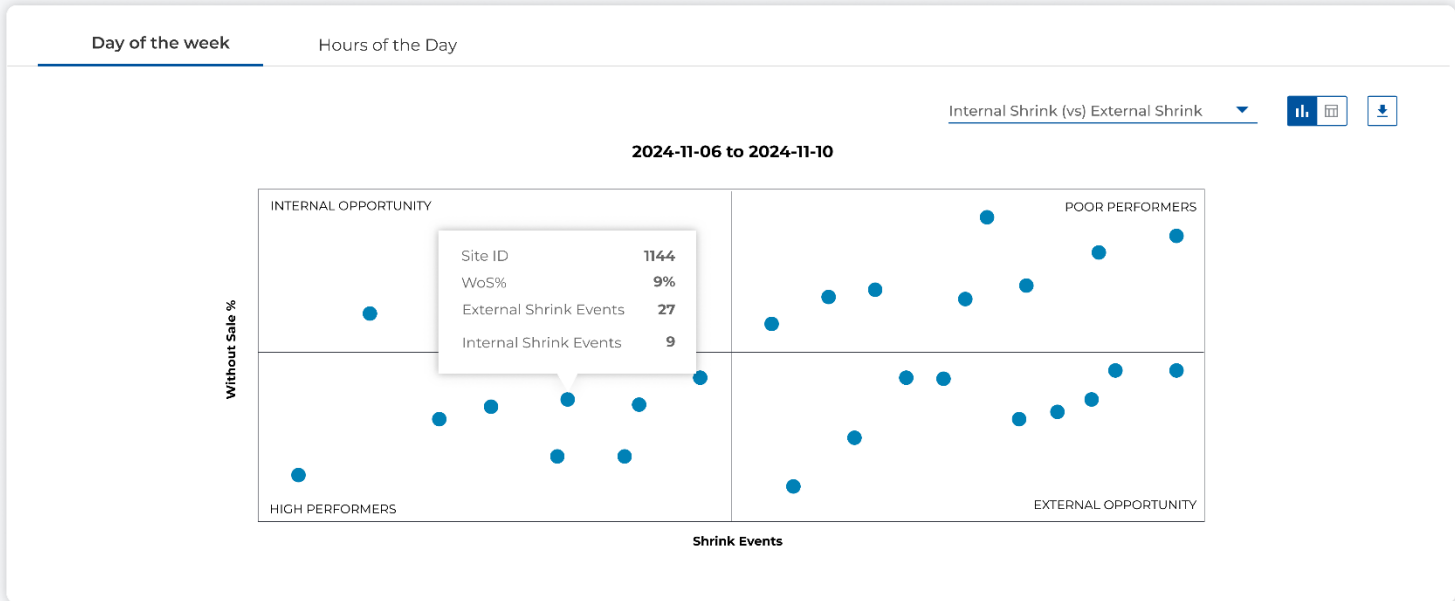 Day of the week
Hours of the Day
Internal Shrink (vs) External Shrink
2024-11-06 to 2024-11-10
INTERNAL OPPORTUNITY
POOR PERFORMERS
Site ID 1144
WoS% 9%
External Shrink Events 27
Internal Shrink Events 9
Without Sale %
HIGH PERFORMERS
EXTERNAL OPPORTUNITY
Shrink Events